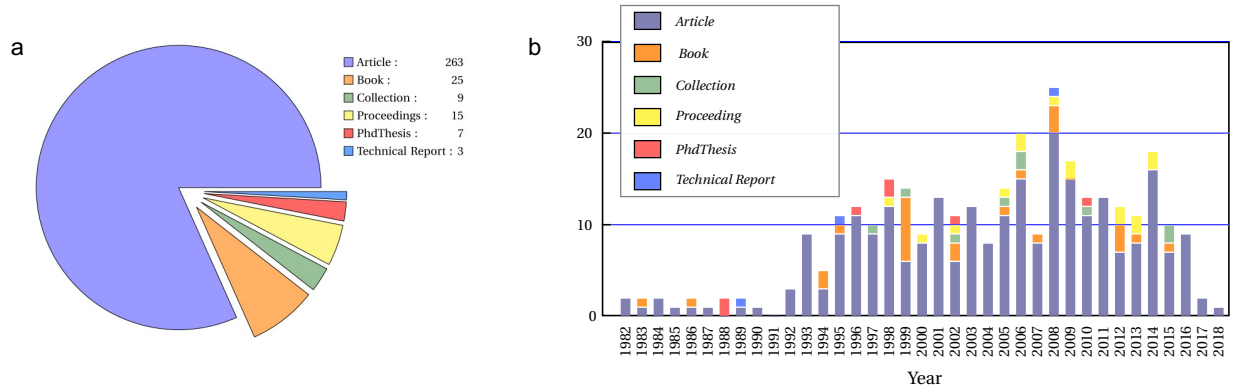 a
Article : 263
Book : 25
Collection : 9
Proceedings : 15
PhdThesis : 7
Technical Report : 3
b
Article
Book
Collection
Proceeding
PhdThesis
Technical Report
30
20
10
0
1982 1983 1984 1985 1986 1987 1988 1989 1990 1991 1992 1993 1994 1995 1996 1997 1998 1999 2000 2001 2002 2003 2004 2005 2006 2007 2008 2009 2010 2011 2012 2013 2014 2015 2016 2017 2018
Year